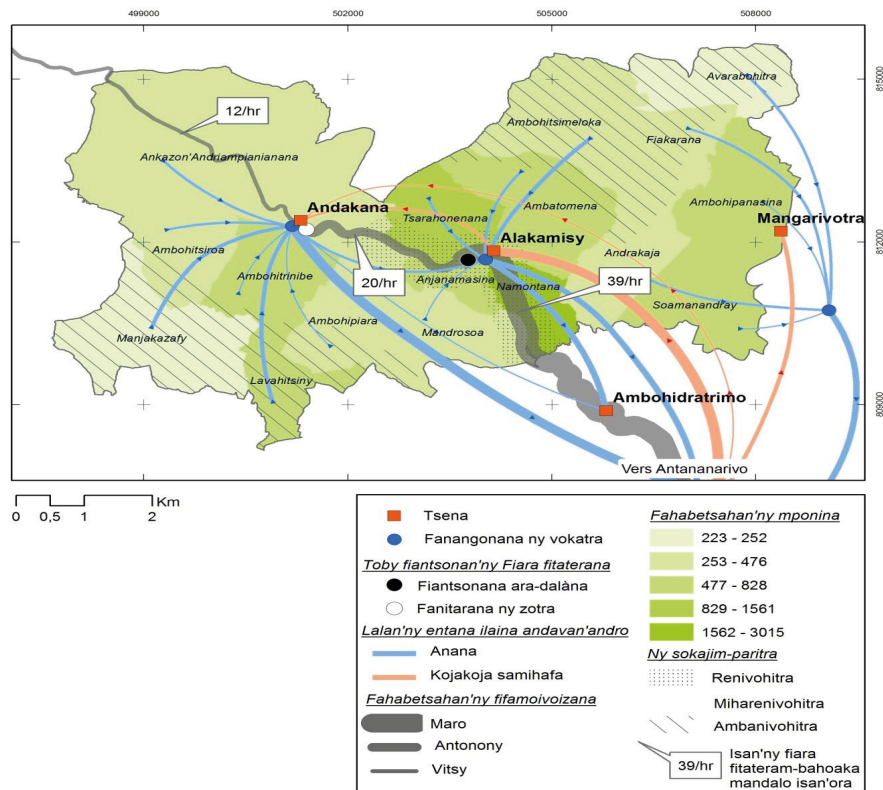 499000
502000
505000
508000
815000
Avarabohitra
12/hr
Ambohitsimeloka
Ankazon'Andriampianianana
Fiakarana
Ambohipanasina
Ambatomena
Andakana
Tsarahonenana
Mangarivotra
812000
Alakamisy
Ambohitsiroa
Andrakaja
Ambohitrinibe
20/hr
Anjanamasina
Namontana
39/hr
Soamanandray
Ambohipiara
Mandrosoa
Manjakazafy
Lavahitsiny
Ambohidratrimo
809000
Vers Antananarivo
Km
0 0,5 1 2
Tsena
Fanangonana ny vokatra
Toby fiantsonan'ny Fiara fitaterana
Fiantsonana ara-dalàna
Fanitarana ny zotra
Lalan'ny entana ilaina andavan'andro
Anana
Kojakoja samihafa
Fahabetsahan'ny fifamoivoizana
Maro
Antonony
Vitsy
Fahabetsahan'ny mponina
223 - 252
253 - 476
477 - 828
829 - 1561
1562 - 3015
Ny sokajim-paritra
Renivohitra
Miharenivohitra
Ambanivohitra
39/hr
Isan'ny fiara
fitateram-bahoaka
mandalo isan'ora